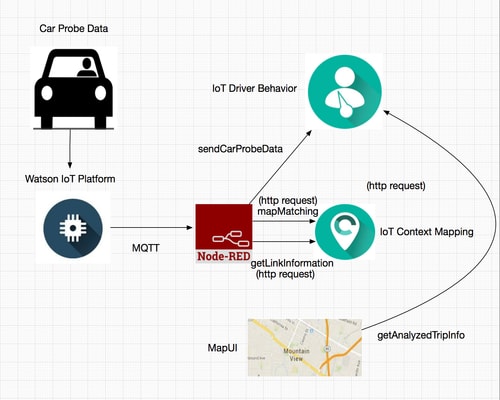 Car Probe Data
IoT Driver Behavior
sendCarProbeData
Watson IoT Platform
(http request)
(http request)
mapMatching
IoT Context Mapping
MQTT
Node-RED
getLinkInformation
(http request)
getAnalyzedTripInfo
MapUI
Mountain
View